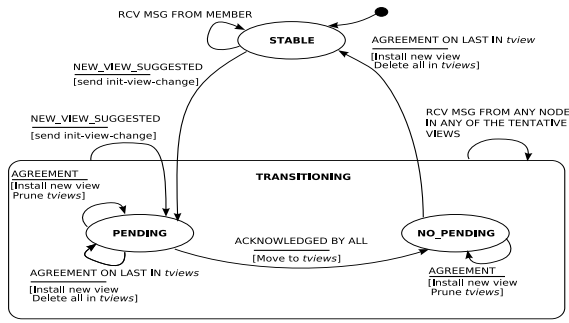 RCV MSG FROM MEMBER
STABLE
AGREEMENT ON LAST IN tview
[Install new view
Delete all in tviews]
NEW_VIEW_SUGGESTED
[send init-view-change]
NEW_VIEW_SUGGESTED
[send init-view-change]
RCV MSG FROM ANY NODE
IN ANY OF THE TENTATIVE
VIEWS
TRANSITIONING
AGREEMENT
[Install new view
Prune tviews]
PENDING
NO_PENDING
ACKNOWLEDGED BY ALL
[Move to tviews]
AGREEMENT ON LAST IN tviews
[Install new view
Delete all in tviews]
AGREEMENT
[Install new view
Prune tviews]